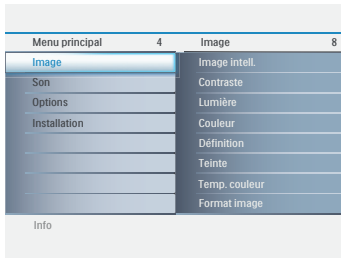 Menu principal 4 Image 8
Image Image intell.
Son Contraste
Options Lumière
Installation Couleur
Définition
Teinte
Temp. couleur
Format image
Info